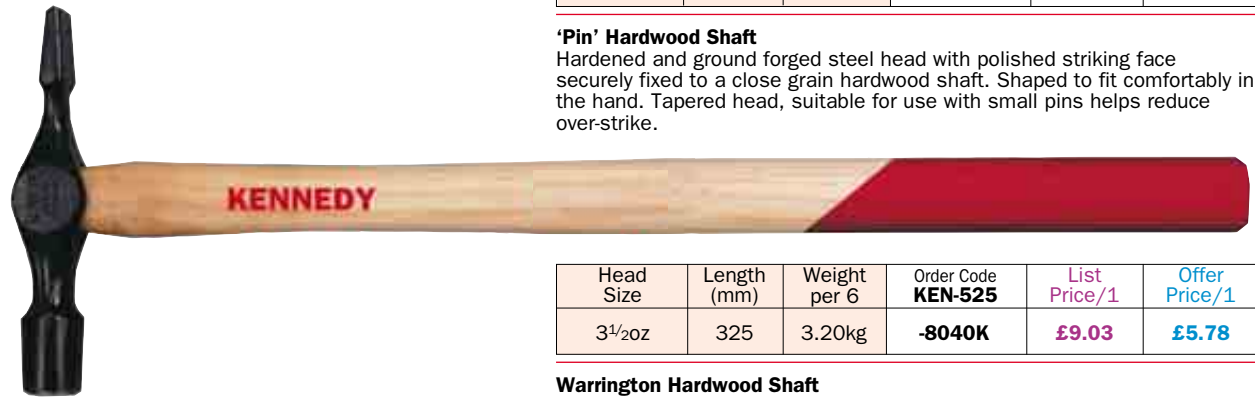 ‘Pin’ Hardwood Shaft
Hardened and ground forged steel head with polished striking face
securely fixed to a close grain hardwood shaft. Shaped to fit comfortably in
the hand. Tapered head, suitable for use with small pins helps reduce
over-strike.
KENNEDY
Head Size Length (mm) Weight per 6 Order Code KEN-525 List Price/1 Offer Price/1
3½oz 325 3.20kg -8040K £9.03 £5.78
Warrington Hardwood Shaft